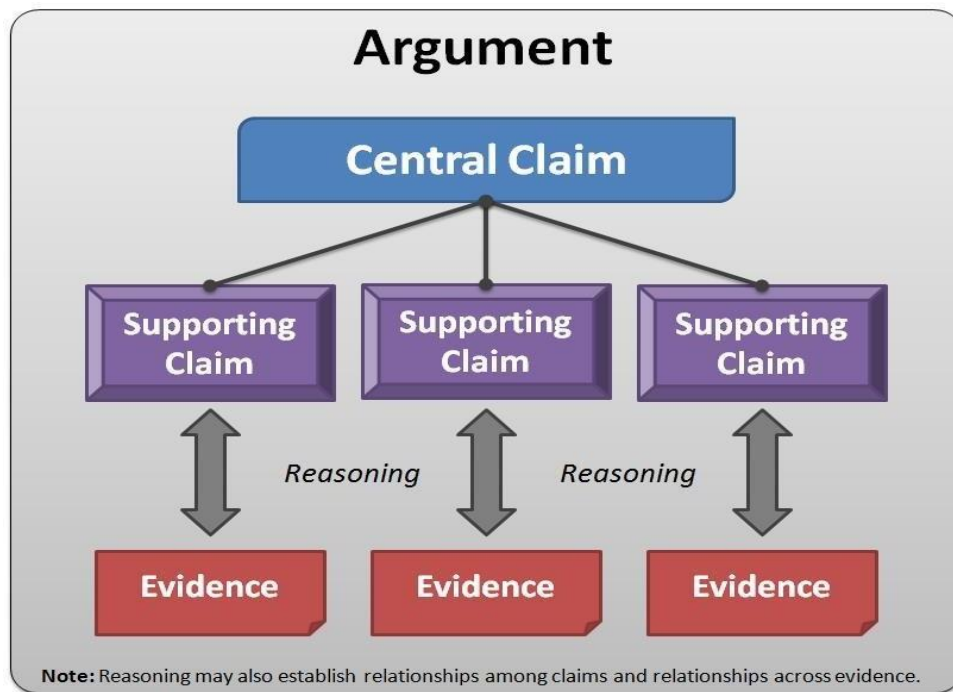 Argument
Central Claim
Supporting
Claim
Supporting
Claim
Supporting
Claim
Reasoning
Reasoning
Evidence
Evidence
Evidence
Note: Reasoning may also establish relationships among claims and relationships across evidence.